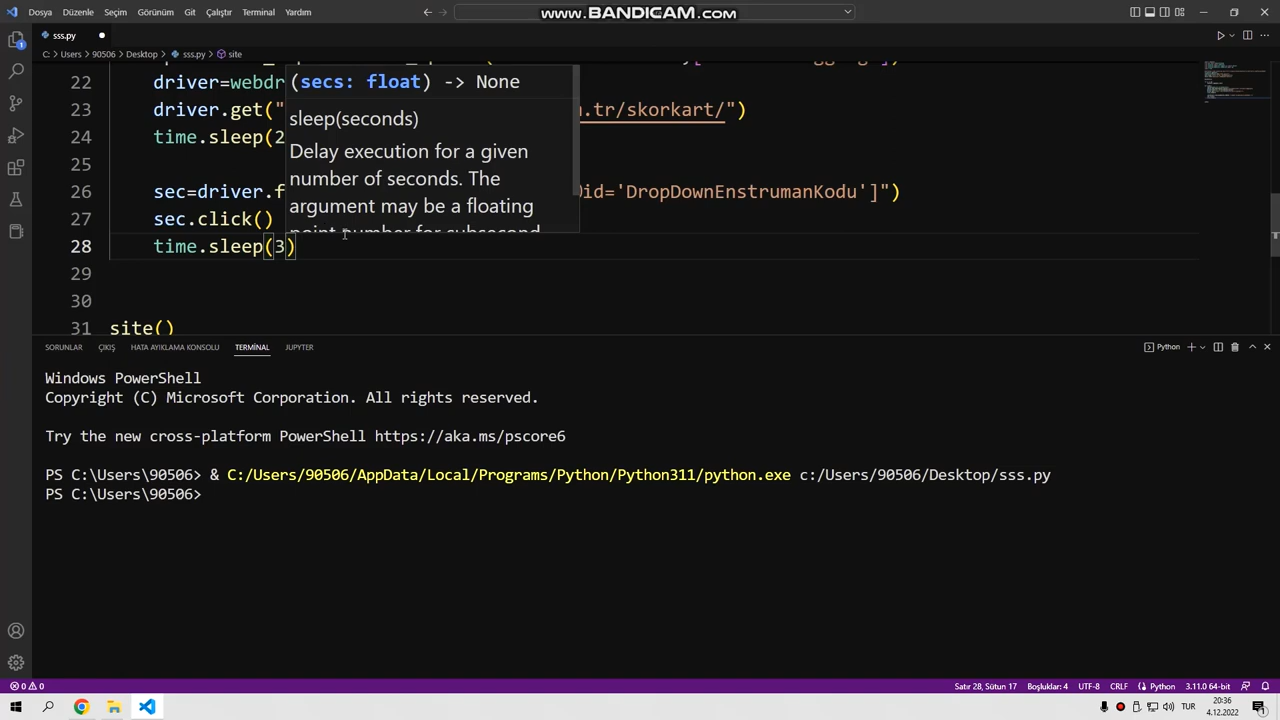 Dosya Düzenle Seçim Görünüm Git Çalıştır Terminal Yardım
www.BANDICAM.com
sss.py
C: > Users > 90506 > Desktop > sss.py > site
22 driver=webdr
(secs: float) -> None
23 driver.get(" .tr/skorkart/")
sleep(seconds)
24 time.sleep(2
Delay execution for a given
25 number of seconds. The
26 sec=driver.f id='DropDownEnstrumanKodu']")
argument may be a floating
27 sec.click()
point number for subsecond
28 time.sleep(3)
29
30
31 site()
SORUNLAR ÇIKIŞ HATA AYIKLAMA KONSOLU TERMİNAL JUPYTER
Python
Windows PowerShell
Copyright (C) Microsoft Corporation. All rights reserved.
Try the new cross-platform PowerShell https://aka.ms/pscore6
PS C:\Users\90506> & C:/Users/90506/AppData/Local/Programs/Python/Python311/python.exe c:/Users/90506/Desktop/sss.py
PS C:\Users\90506>
0 0 Satır 28, Sütun 17 Boşluklar: 4 UTF-8 CRLF Python 3.11.0 64-bit
TUR 20:36
4.12.2022